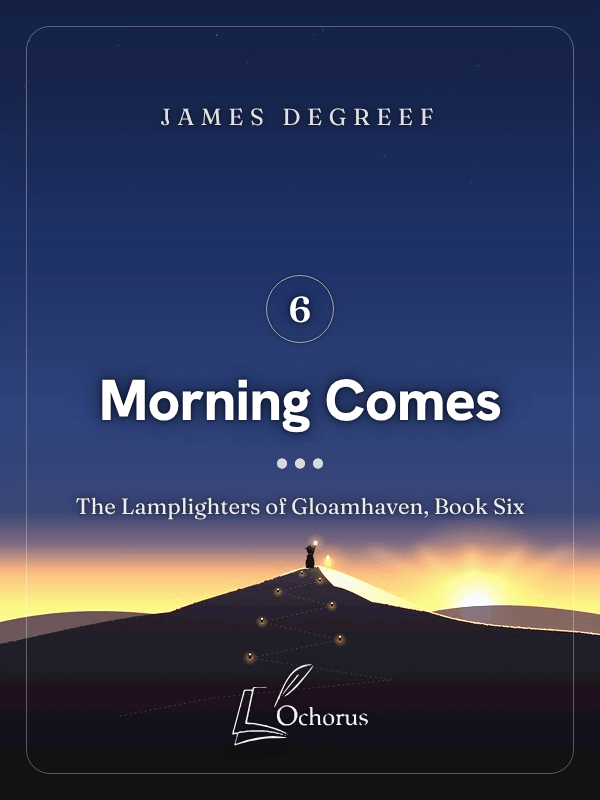 JAMES DEGREEF
6
Morning Comes
The Lamplighters of Gloamhaven, Book Six
Ochorus